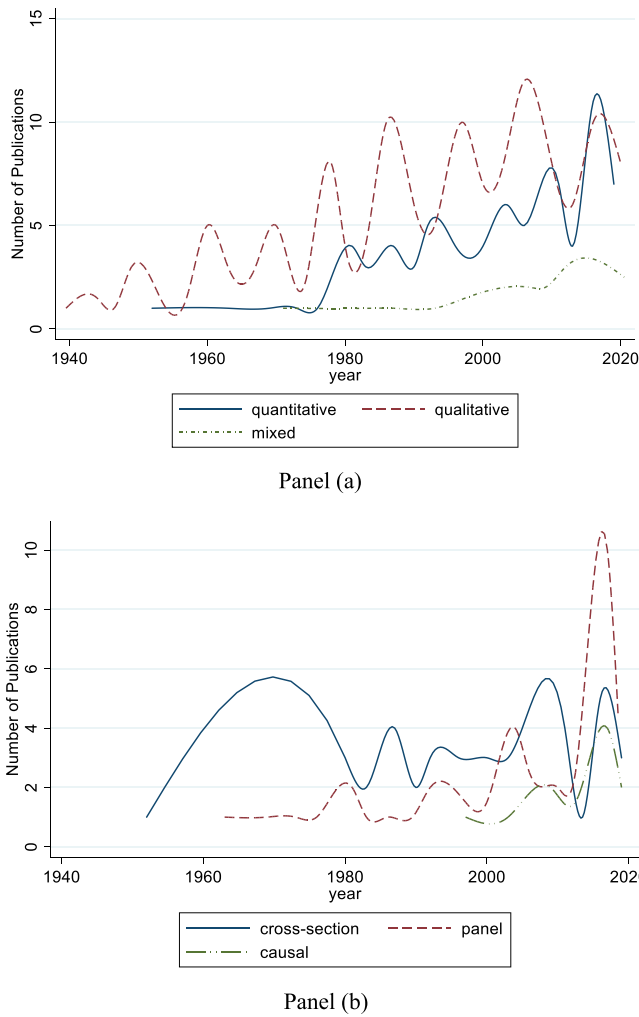 15
10
5
0
Number of Publications
1940 1960 1980 2000 2020
year
quantitative qualitative
mixed
Panel (a)
10
8
6
4
2
0
Number of Publications
1940 1960 1980 2000 202
year
cross-section panel
causal
Panel (b)